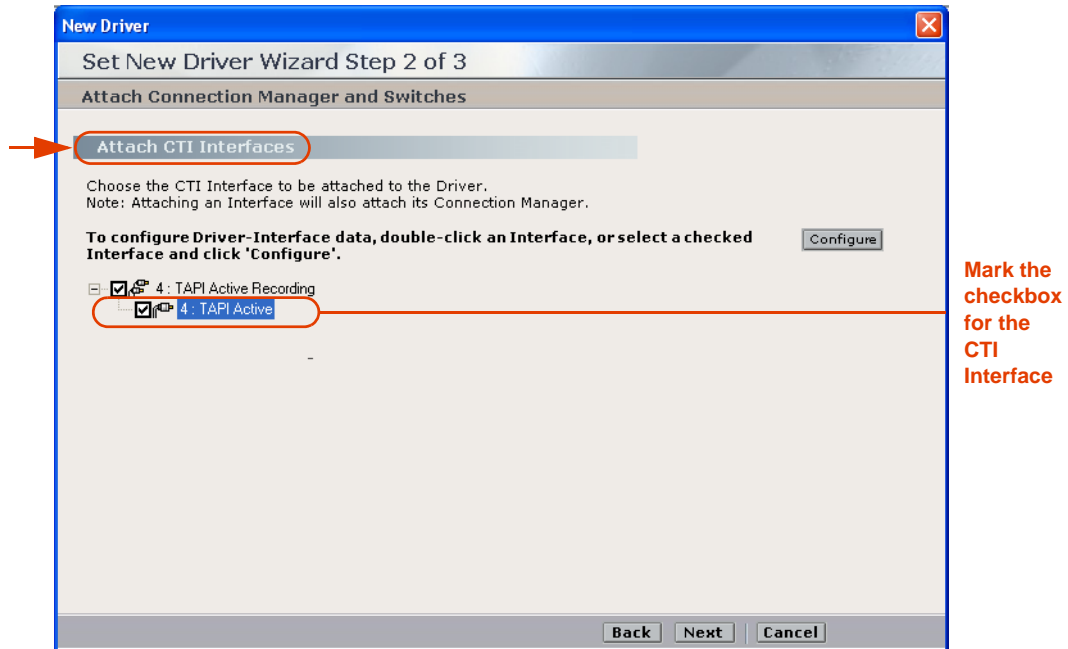 New Driver
Set New Driver Wizard Step 2 of 3
Attach Connection Manager and Switches
Attach CTI Interfaces
Choose the CTI Interface to be attached to the Driver.
Note: Attaching an Interface will also attach its Connection Manager.
To configure Driver-Interface data, double-click an Interface, or select a checked
Interface and click 'Configure'.
Configure
4 : TAPI Active Recording
4 : TAPI Active
Mark the
checkbox
for the
CTI
Interface
Back
Next
Cancel